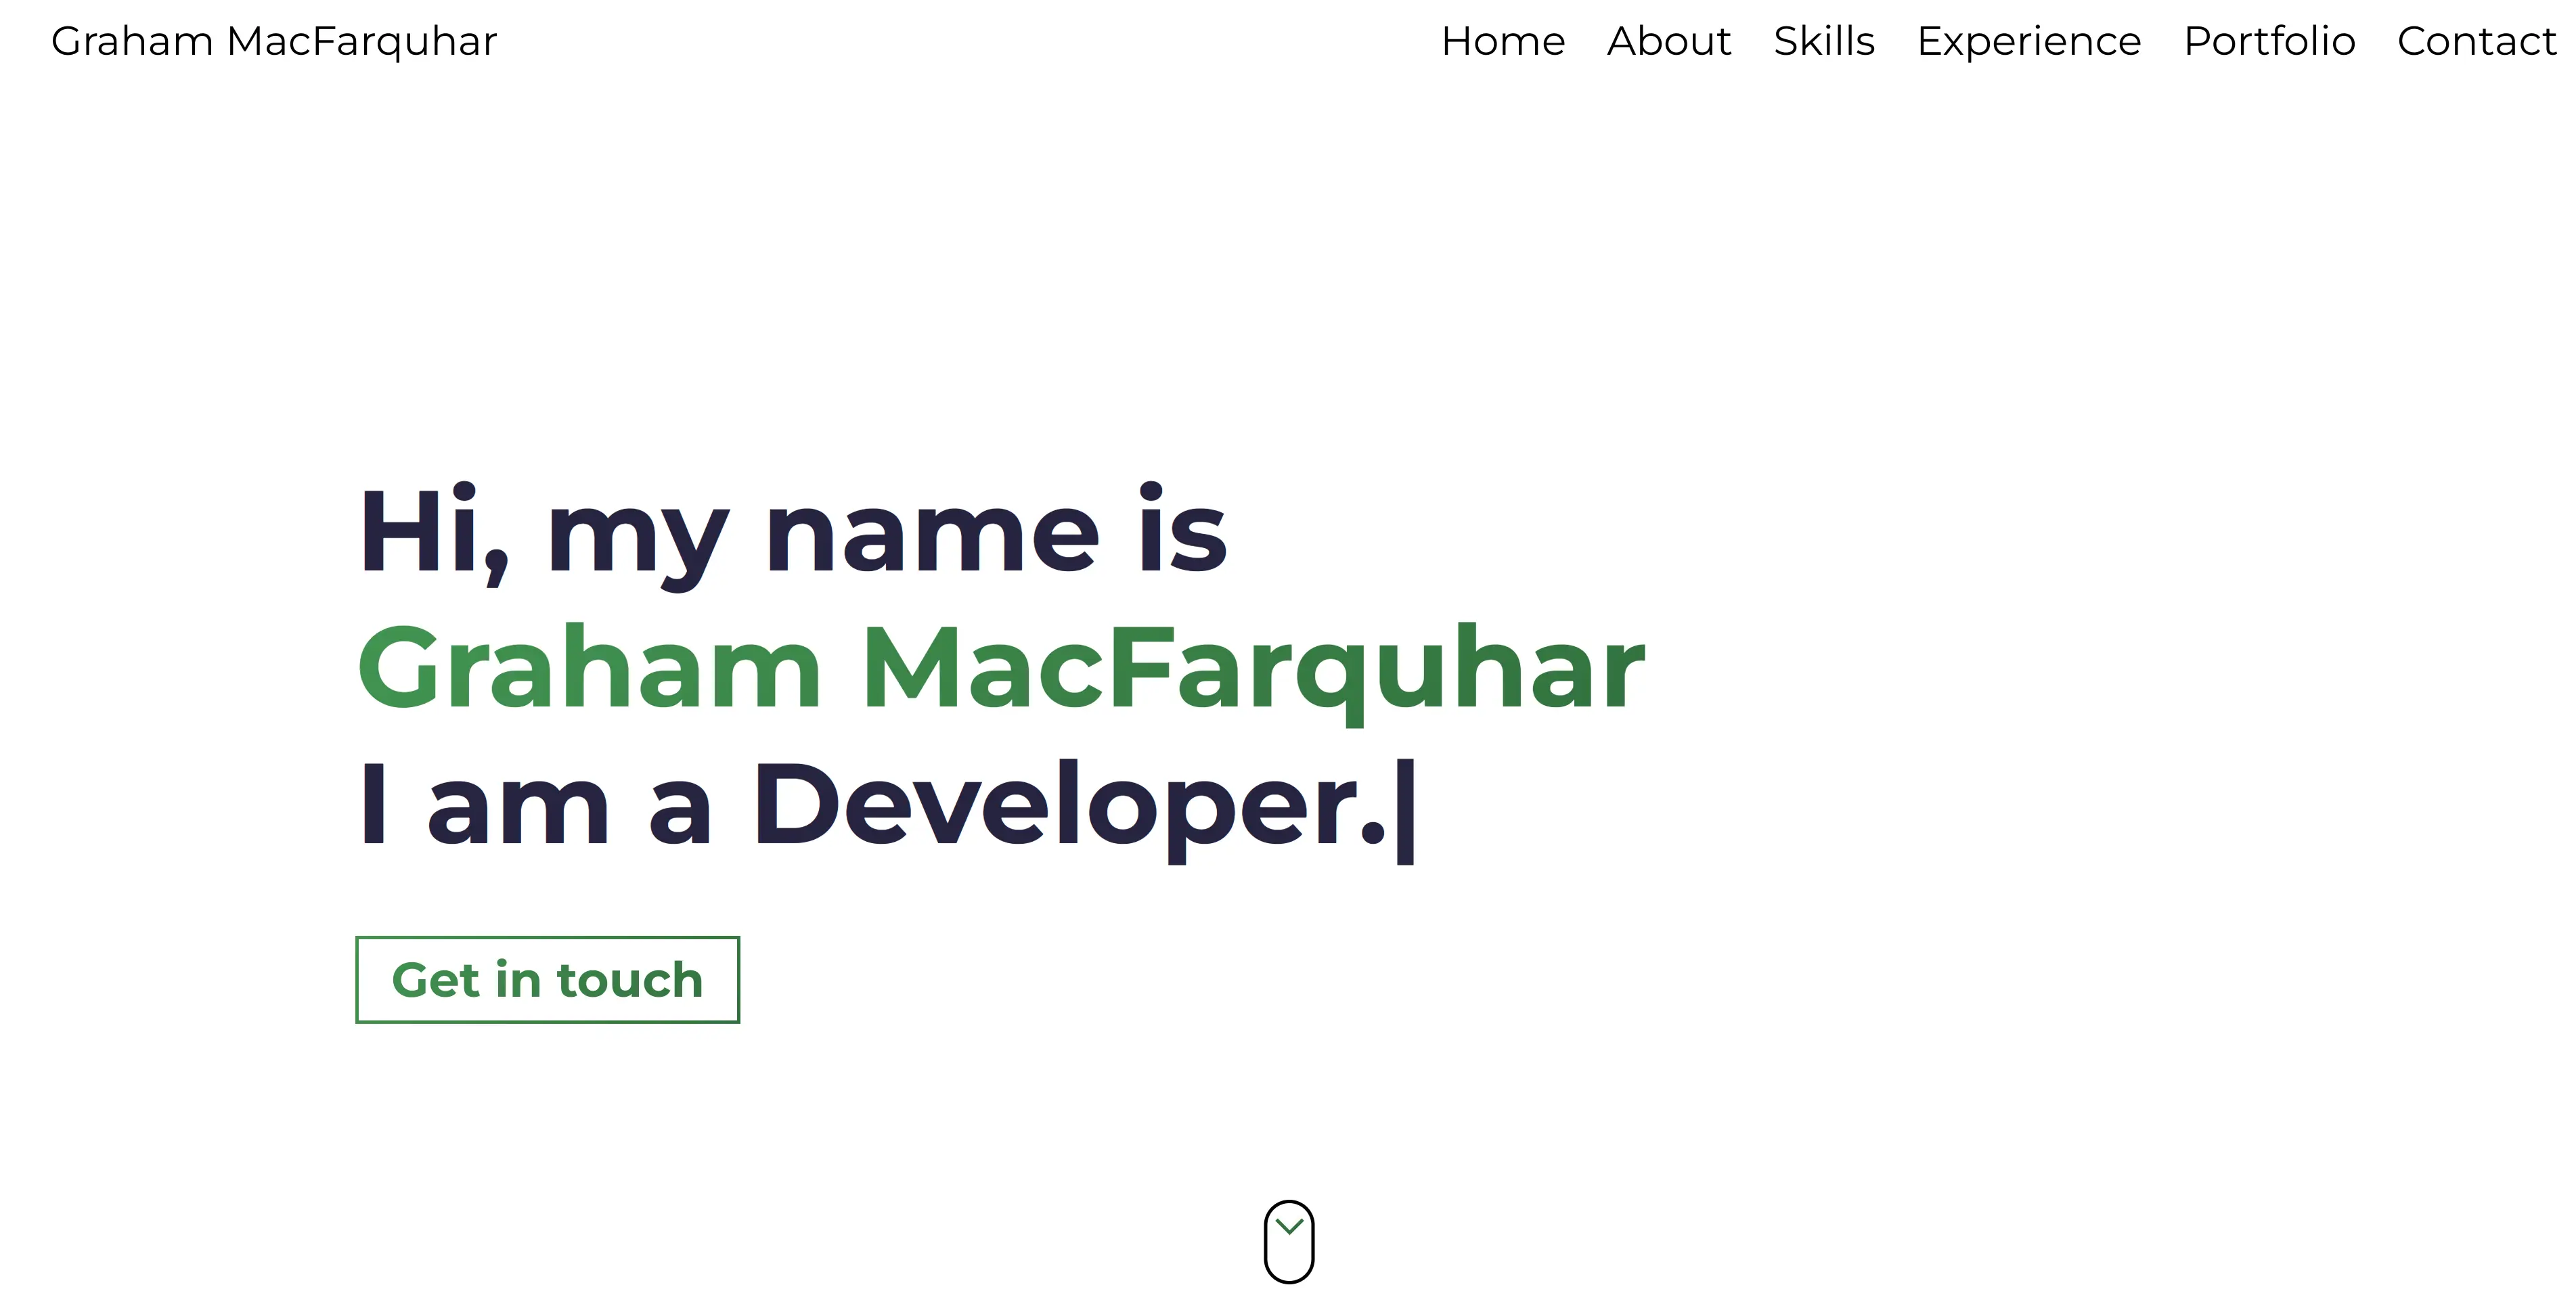 Graham MacFarquhar
Home About Skills Experience Portfolio Contact
Hi, my name is
Graham MacFarquhar
I am a Developer.|
Get in touch